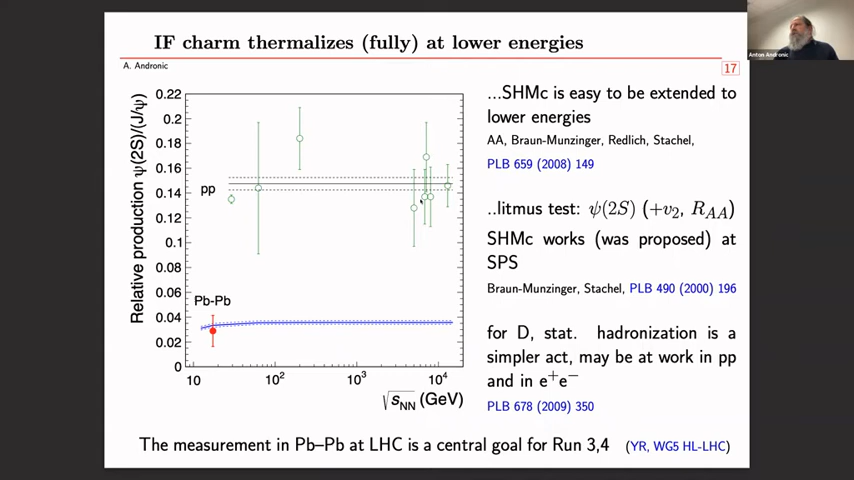 IF charm thermalizes (fully) at lower energies
A. Andronic
17
Anton Andronic
Relative production ψ(2S)/(J/ψ)
0.22
0.2
0.18
0.16
0.14
0.12
0.1
0.08
0.06
0.04
0.02
0
pp
Pb-Pb
10
10²
10³
10⁴
√sNN (GeV)
...SHMc is easy to be extended to
lower energies
AA, Braun-Munzinger, Redlich, Stachel,
PLB 659 (2008) 149
..litmus test: ψ(2S) (+v₂, RAA)
SHMc works (was proposed) at
SPS
Braun-Munzinger, Stachel, PLB 490 (2000) 196
for D, stat. hadronization is a
simpler act, may be at work in pp
and in e⁺e⁻
PLB 678 (2009) 350
The measurement in Pb–Pb at LHC is a central goal for Run 3,4 (YR, WG5 HL-LHC)